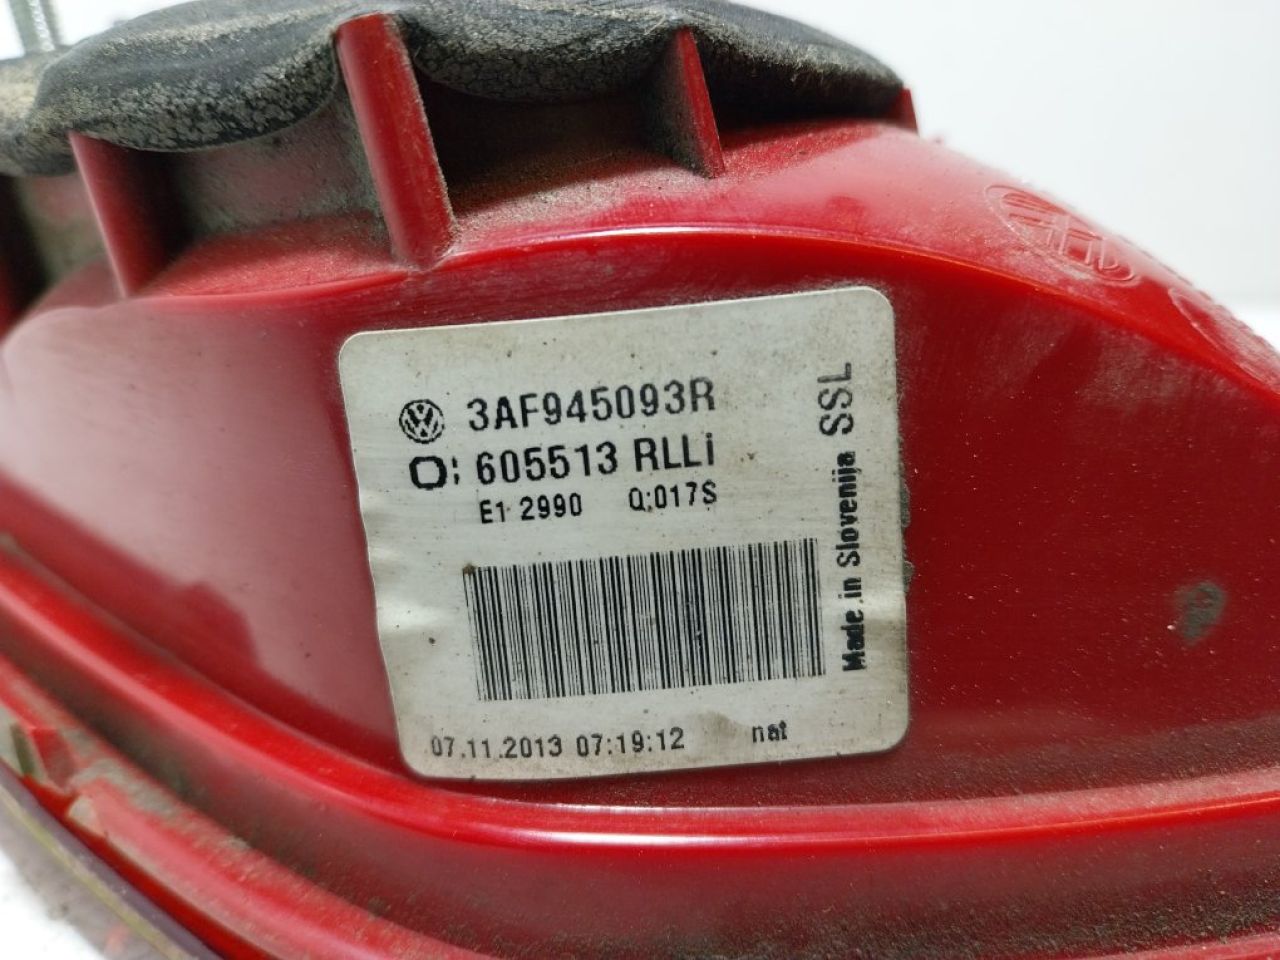 3AF945093R
O: 605513 RLLi
E1 2990 Q:017S
Made in Slovenija SSL
07.11.2013 07:19:12 nat